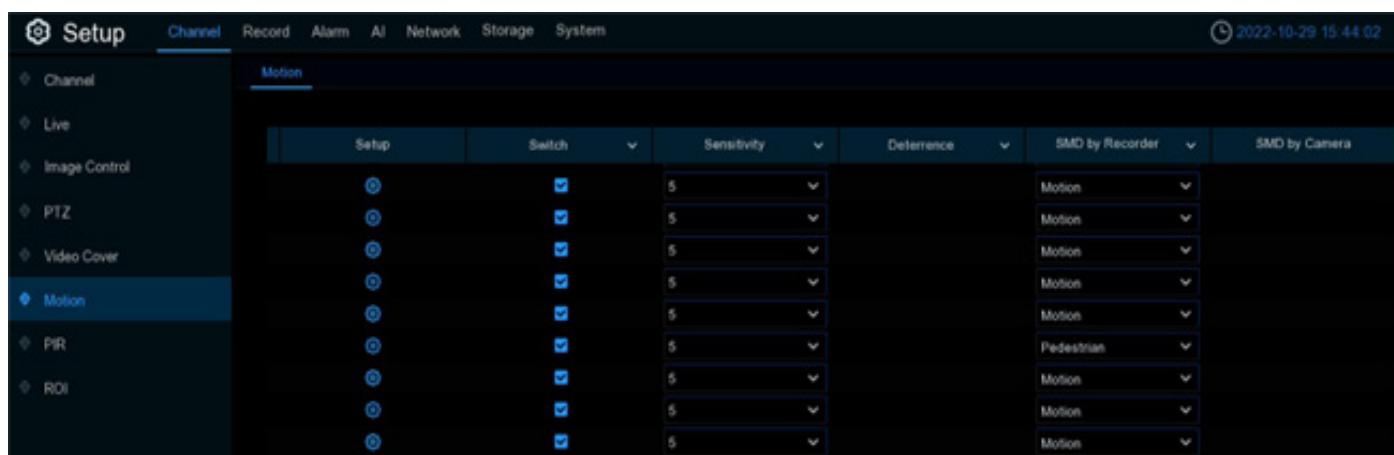 Setup Channel Record Alarm AI Network Storage System 2022-10-29 15:44:02
Channel
Motion
Live
Setup Switch Sensitivity Deterrence SMD by Recorder SMD by Camera
Image Control
5 Motion
PTZ
5 Motion
Video Cover
5 Motion
5 Motion
Motion
5 Motion
PIR
5 Pedestrian
ROI
5 Motion
5 Motion
5 Motion